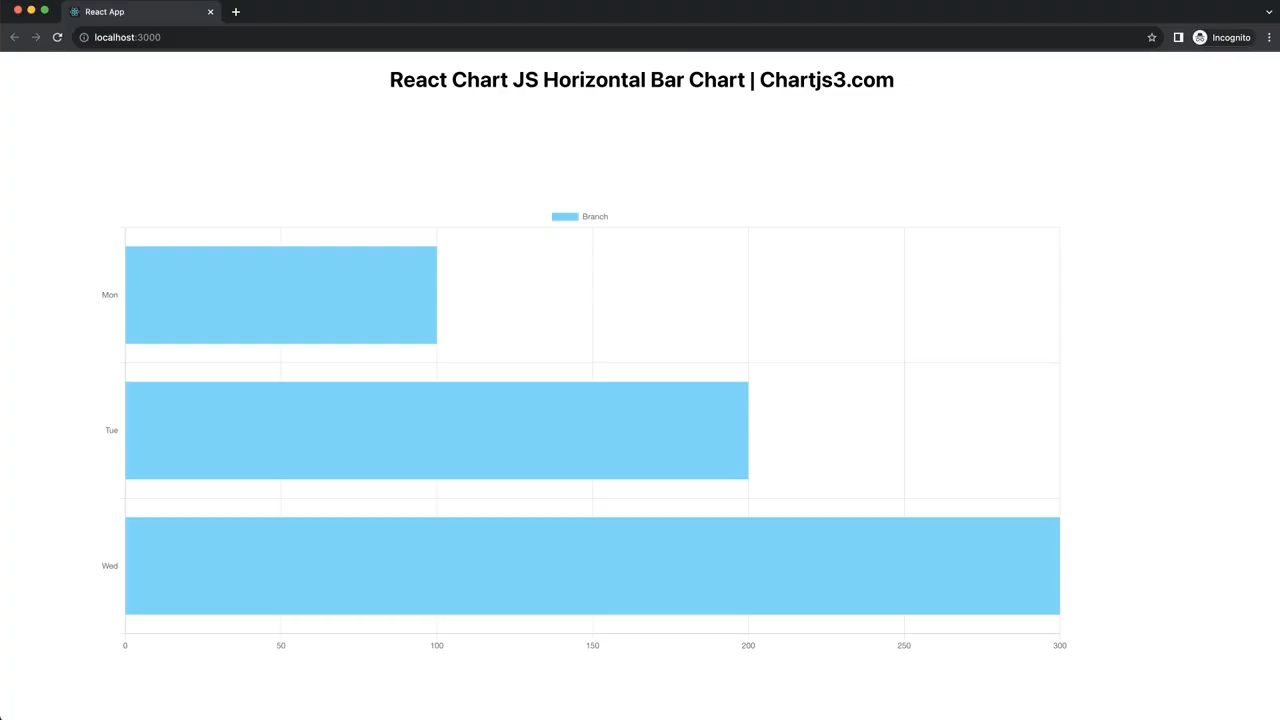 React App
localhost:3000
Incognito
React Chart JS Horizontal Bar Chart | Chartjs3.com
Branch
Mon
Tue
Wed
0 50 100 150 200 250 300